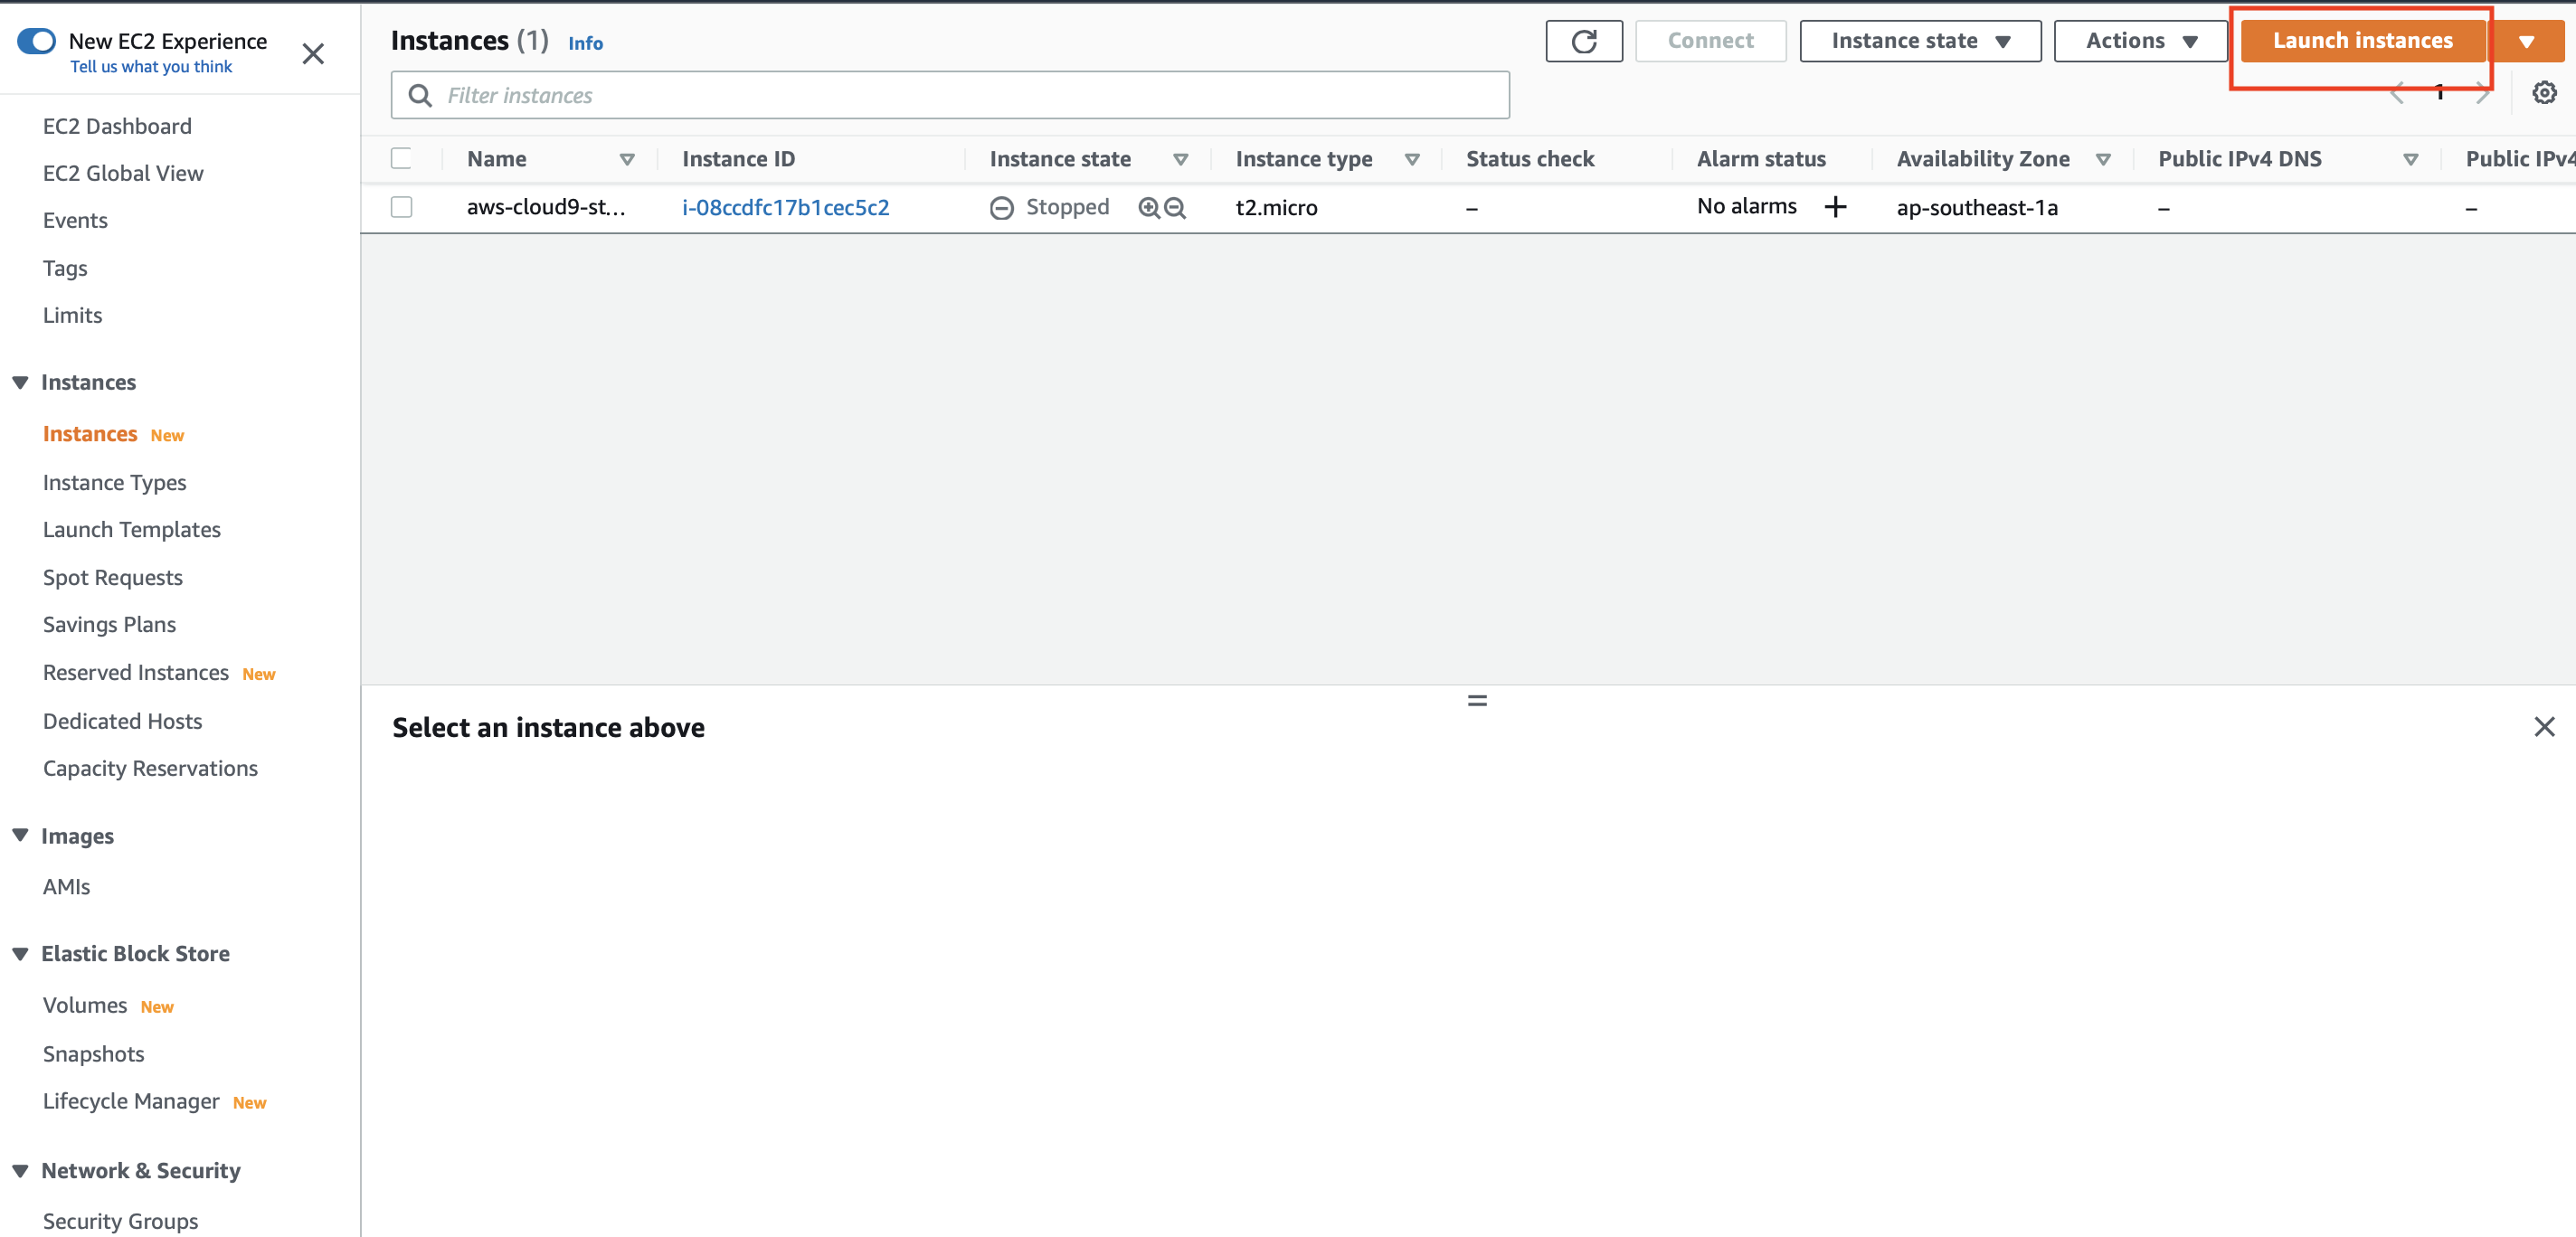 New EC2 Experience
Tell us what you think
EC2 Dashboard
EC2 Global View
Events
Tags
Limits
Instances
Instances New
Instance Types
Launch Templates
Spot Requests
Savings Plans
Reserved Instances New
Dedicated Hosts
Capacity Reservations
Images
AMIs
Elastic Block Store
Volumes New
Snapshots
Lifecycle Manager New
Network & Security
Security Groups
Instances (1) Info
Connect
Instance state
Actions
Launch instances
Filter instances
1
Name Instance ID Instance state Instance type Status check Alarm status Availability Zone Public IPv4 DNS Public IPv4
aws-cloud9-st... i-08ccdfc17b1cec5c2 Stopped t2.micro – No alarms + ap-southeast-1a – –
Select an instance above